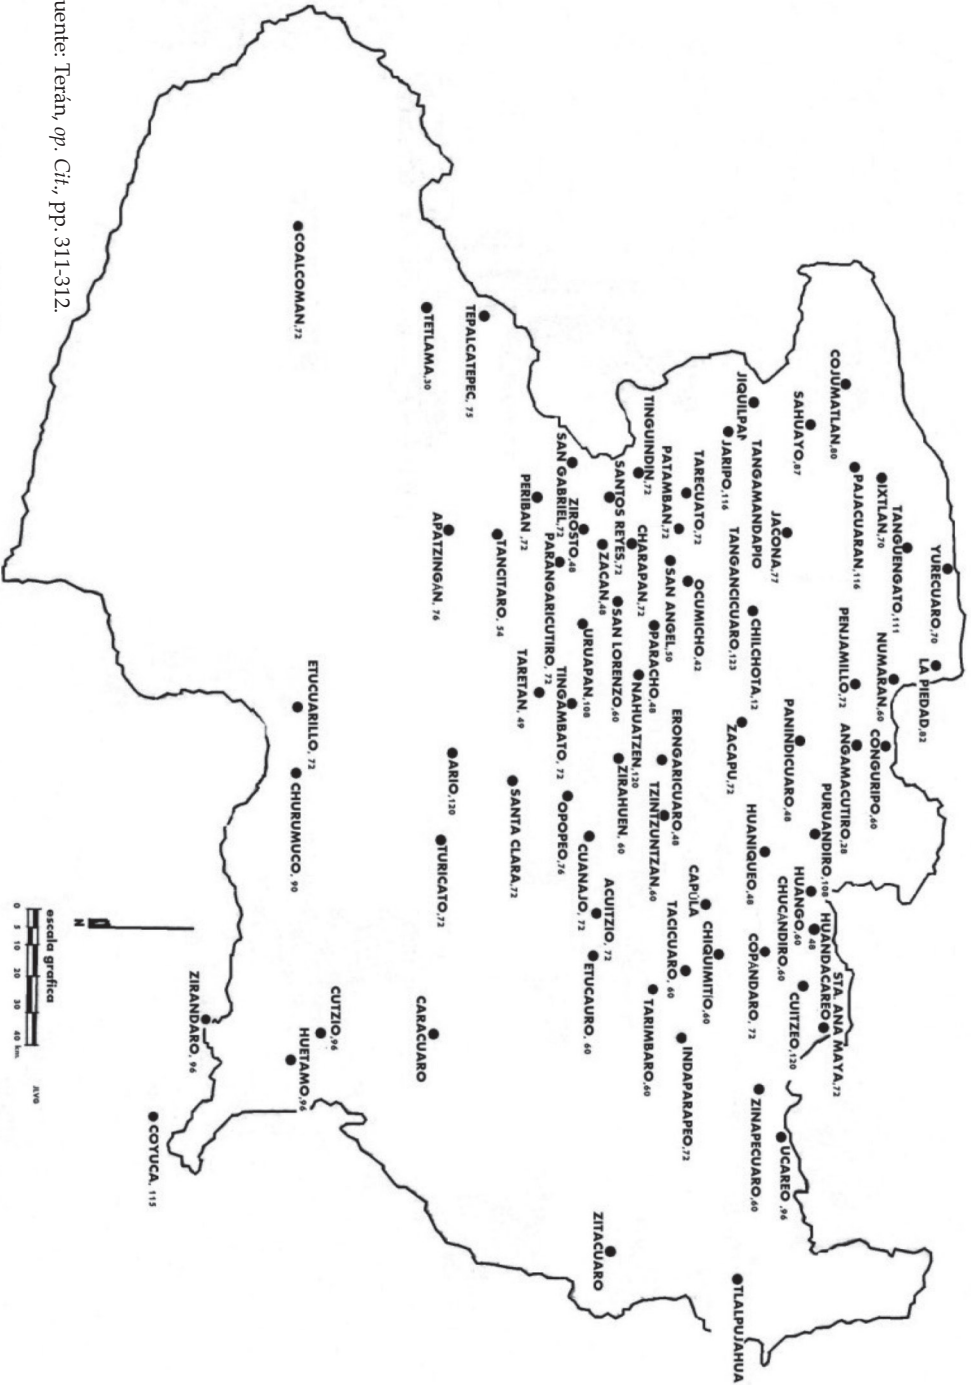 YURECUARO,70
LA PIEDAD,82
TANGUENGATO,111
NUMARAN,60
IXTLAN,70
CONGURIPO,60
PAJACUARAN,116
PENJAMILLO,72
ANGAMACUTIRO,28
COJUMATLAN,80
PURUANDIRO,108
HUANDACAREO
48
STA. ANA MAYA,72
SAHUAYO,87
JACONA,77
PANINDICUARO,48
HUANGO,60
CHUCANDIRO,60
CUITZEO,120
UCAREO ,96
JIQUILPAN
TANGAMANDAPIO
CHILCHOTA,12
HUANIQUEO,48
COPANDARO, 72
ZINAPECUARO,60
JARIPO,116
TANGANCICUARO,123
ZACAPU,72
TLALPUJAHUA
TARECUATO,72
OCUMICHO,42
CAPULA
CHIQUIMITIO,60
PATAMBAN,72
SAN ANGEL,50
ERONGARICUARO,48
TACICUARO, 60
INDAPARAPEO,72
TINGUINDIN,72
CHARAPAN,72
PARACHO,48
NAHUATZEN,120
TZINTZUNTZAN,60
TARIMBARO,60
SANTOS REYES,72
ZACAN,48
SAN LORENZO,60
ZIRAHUEN, 60
ACUITZIO, 72
ETUCAURO, 60
ZITACUARO
SAN GABRIEL,72
ZIROSTO,48
URUAPAN,108
CUANAJO, 72
PARANGARICUTIRO, 72
TINGAMBATO, 72
OPOPEO,76
PERIBAN ,72
TARETAN, 49
TANCITARO, 54
SANTA CLARA,72
TEPALCATEPEC, 75
APATZINGÁN, 76
ARIO,120
TETLAMA,30
TURICATO,72
CARACUARO
COALCOMAN,72
ETUCUARILLO, 72
CHURUMUCO, 90
CUTZIO,96
HUETAMO,96
ZIRANDARO, 96
COYUCA, 115
N
escala grafica
0 5 10 20 30 40 km.
JLVG
uente: Terán, op. Cit., pp. 311-312.